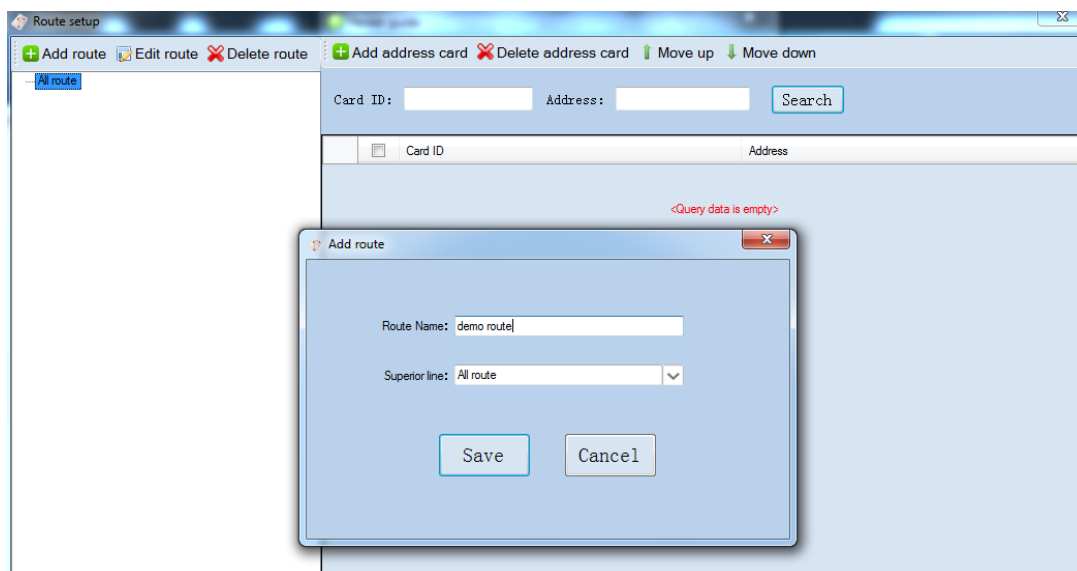 Route setup
Add route Edit route Delete route
Add address card Delete address card Move up Move down
All route
Card ID: Address: Search
Card ID Address
<Query data is empty>
Add route
Route Name: demo route
Superior line: All route
Save Cancel